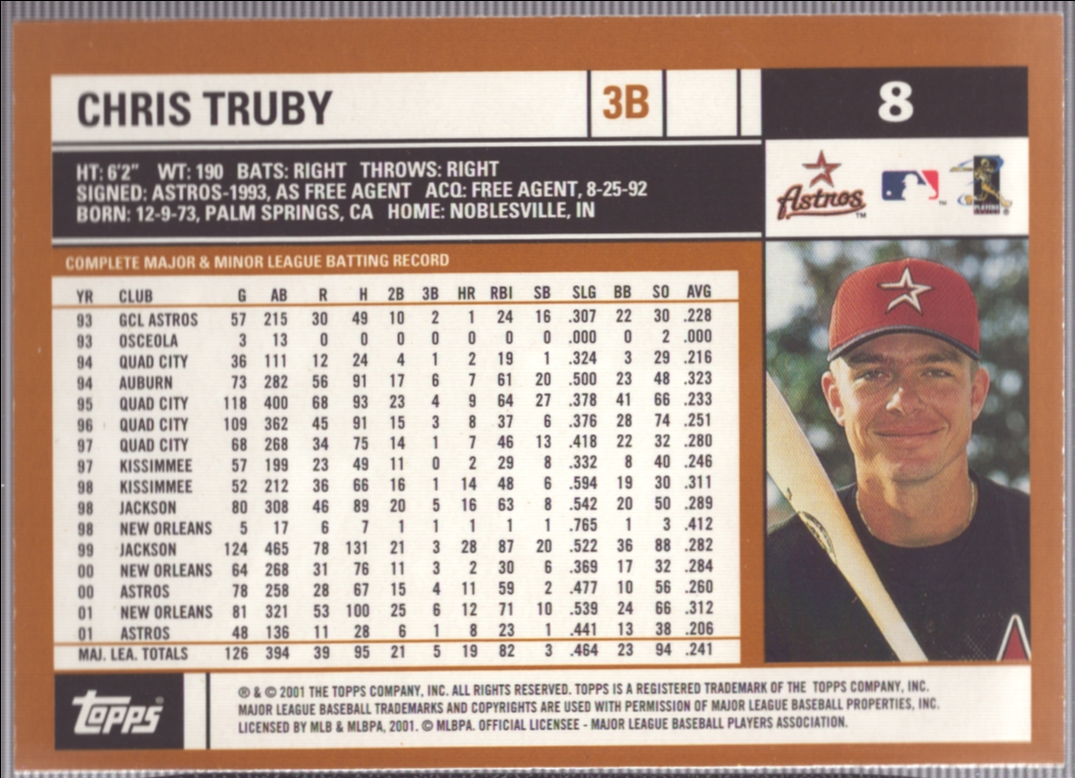 CHRIS TRUBY
3B
8
HT: 6'2" WT: 190 BATS: RIGHT THROWS: RIGHT
SIGNED: ASTROS-1993, AS FREE AGENT ACQ: FREE AGENT, 8-25-92
BORN: 12-9-73, PALM SPRINGS, CA HOME: NOBLESVILLE, IN
Astros TM
PLAYERS ®
COMPLETE MAJOR & MINOR LEAGUE BATTING RECORD
YR CLUB G AB R H 2B 3B HR RBI SB SLG BB SO AVG
93 GCL ASTROS 57 215 30 49 10 2 1 24 16 .307 22 30 .228
93 OSCEOLA 3 13 0 0 0 0 0 0 0 .000 0 2 .000
94 QUAD CITY 36 111 12 24 4 1 2 19 1 .324 3 29 .216
94 AUBURN 73 282 56 91 17 6 7 61 20 .500 23 48 .323
95 QUAD CITY 118 400 68 93 23 4 9 64 27 .378 41 66 .233
96 QUAD CITY 109 362 45 91 15 3 8 37 6 .376 28 74 .251
97 QUAD CITY 68 268 34 75 14 1 7 46 13 .418 22 32 .280
97 KISSIMMEE 57 199 23 49 11 0 2 29 8 .332 8 40 .246
98 KISSIMMEE 52 212 36 66 16 1 14 48 6 .594 19 30 .311
98 JACKSON 80 308 46 89 20 5 16 63 8 .542 20 50 .289
98 NEW ORLEANS 5 17 6 7 1 1 1 1 1 .765 1 3 .412
99 JACKSON 124 465 78 131 21 3 28 87 20 .522 36 88 .282
00 NEW ORLEANS 64 268 31 76 11 3 2 30 6 .369 17 32 .284
00 ASTROS 78 258 28 67 15 4 11 59 2 .477 10 56 .260
01 NEW ORLEANS 81 321 53 100 25 6 12 71 10 .539 24 66 .312
01 ASTROS 48 136 11 28 6 1 8 23 1 .441 13 38 .206
MAJ. LEA. TOTALS 126 394 39 95 21 5 19 82 3 .464 23 94 .241
Topps ®
® & © 2001 THE TOPPS COMPANY, INC. ALL RIGHTS RESERVED. TOPPS IS A REGISTERED TRADEMARK OF THE TOPPS COMPANY, INC.
MAJOR LEAGUE BASEBALL TRADEMARKS AND COPYRIGHTS ARE USED WITH PERMISSION OF MAJOR LEAGUE BASEBALL PROPERTIES, INC.
LICENSED BY MLB & MLBPA, 2001. © MLBPA. OFFICIAL LICENSEE - MAJOR LEAGUE BASEBALL PLAYERS ASSOCIATION.